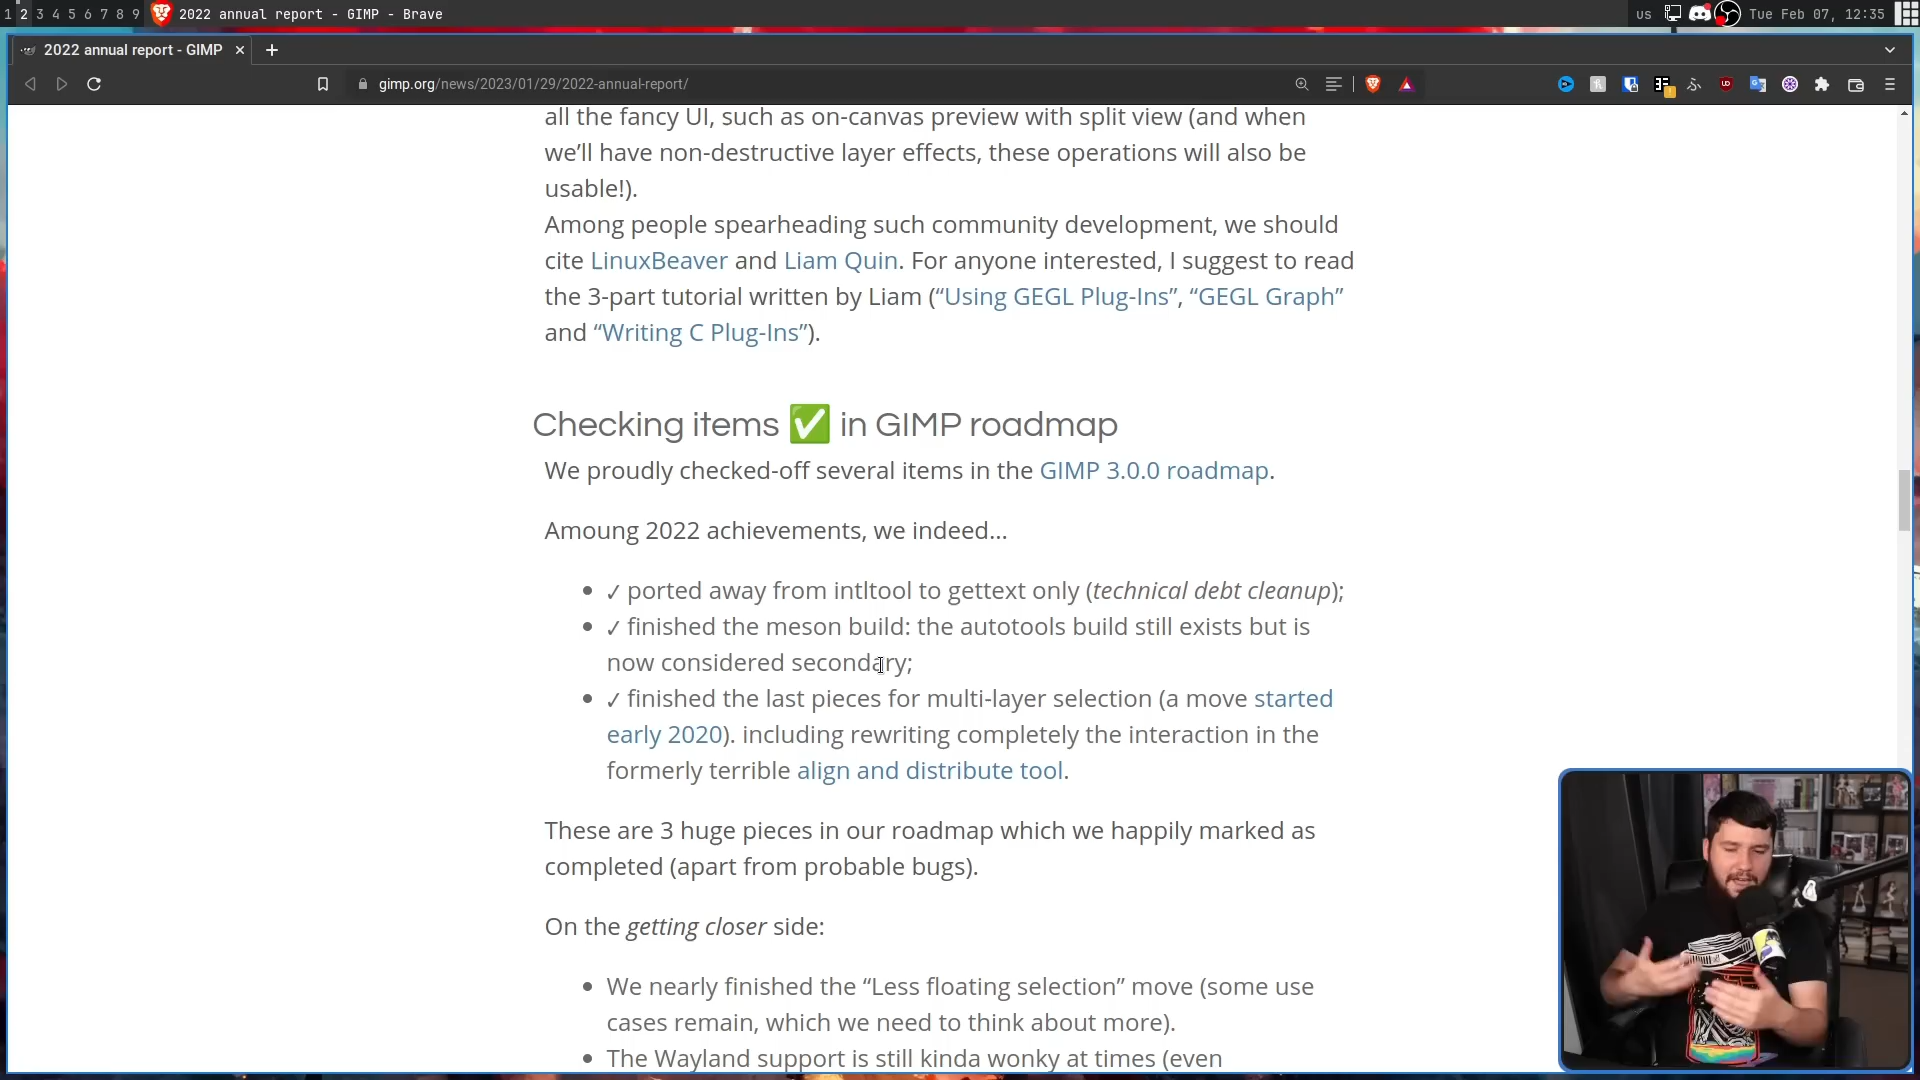 1 2 3 4 5 6 7 8 9 2022 annual report - GIMP - Brave
us Tue Feb 07, 12:35
2022 annual report - GIMP
gimp.org/news/2023/01/29/2022-annual-report/
all the fancy UI, such as on-canvas preview with split view (and when
we’ll have non-destructive layer effects, these operations will also be
usable!).
Among people spearheading such community development, we should
cite LinuxBeaver and Liam Quin. For anyone interested, I suggest to read
the 3-part tutorial written by Liam (“Using GEGL Plug-Ins”, “GEGL Graph”
and “Writing C Plug-Ins”).
Checking items ✅ in GIMP roadmap
We proudly checked-off several items in the GIMP 3.0.0 roadmap.
Amoung 2022 achievements, we indeed…
• ✓ ported away from intltool to gettext only (technical debt cleanup);
• ✓ finished the meson build: the autotools build still exists but is
now considered secondary;
• ✓ finished the last pieces for multi-layer selection (a move started
early 2020). including rewriting completely the interaction in the
formerly terrible align and distribute tool.
These are 3 huge pieces in our roadmap which we happily marked as
completed (apart from probable bugs).
On the getting closer side:
• We nearly finished the “Less floating selection” move (some use
cases remain, which we need to think about more).
• The Wayland support is still kinda wonky at times (even